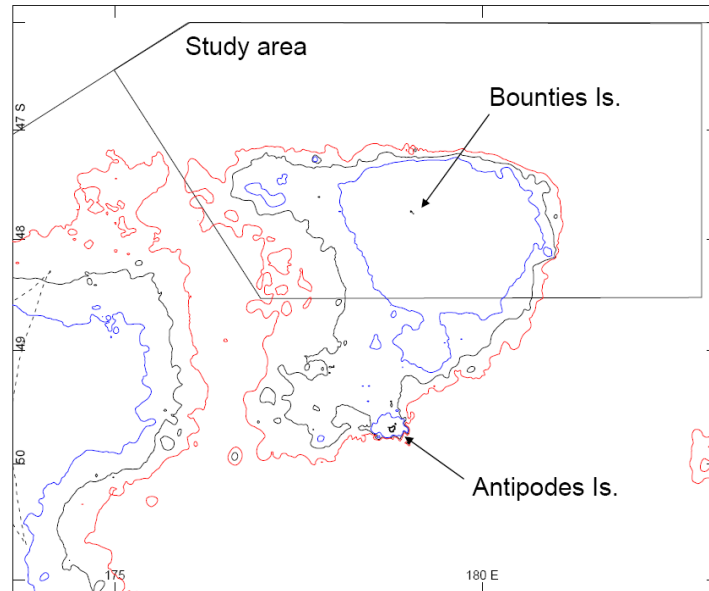 Study area
Bounties Is.
47 S
48
49
50
Antipodes Is.
175
180 E